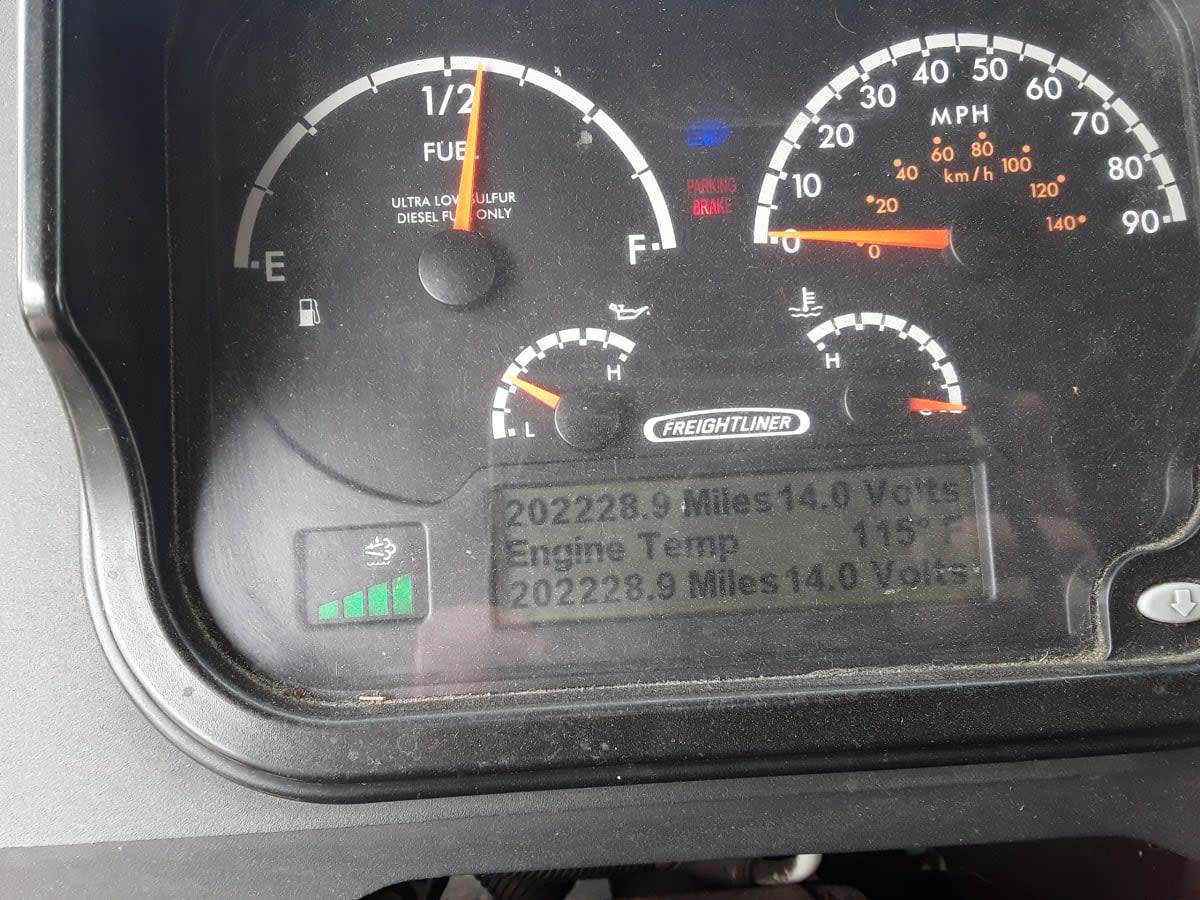 1/2
FUEL
ULTRA LOW SULFUR
DIESEL FUEL ONLY
E
F
PARKING
BRAKE
0
10
20
30
40
50
60
70
80
90
MPH
0
20
40
60
80
100
120
140
km/h
L
H
H
FREIGHTLINER
202228.9 Miles 14.0 Volts
Engine Temp 115° F
202228.9 Miles 14.0 Volts